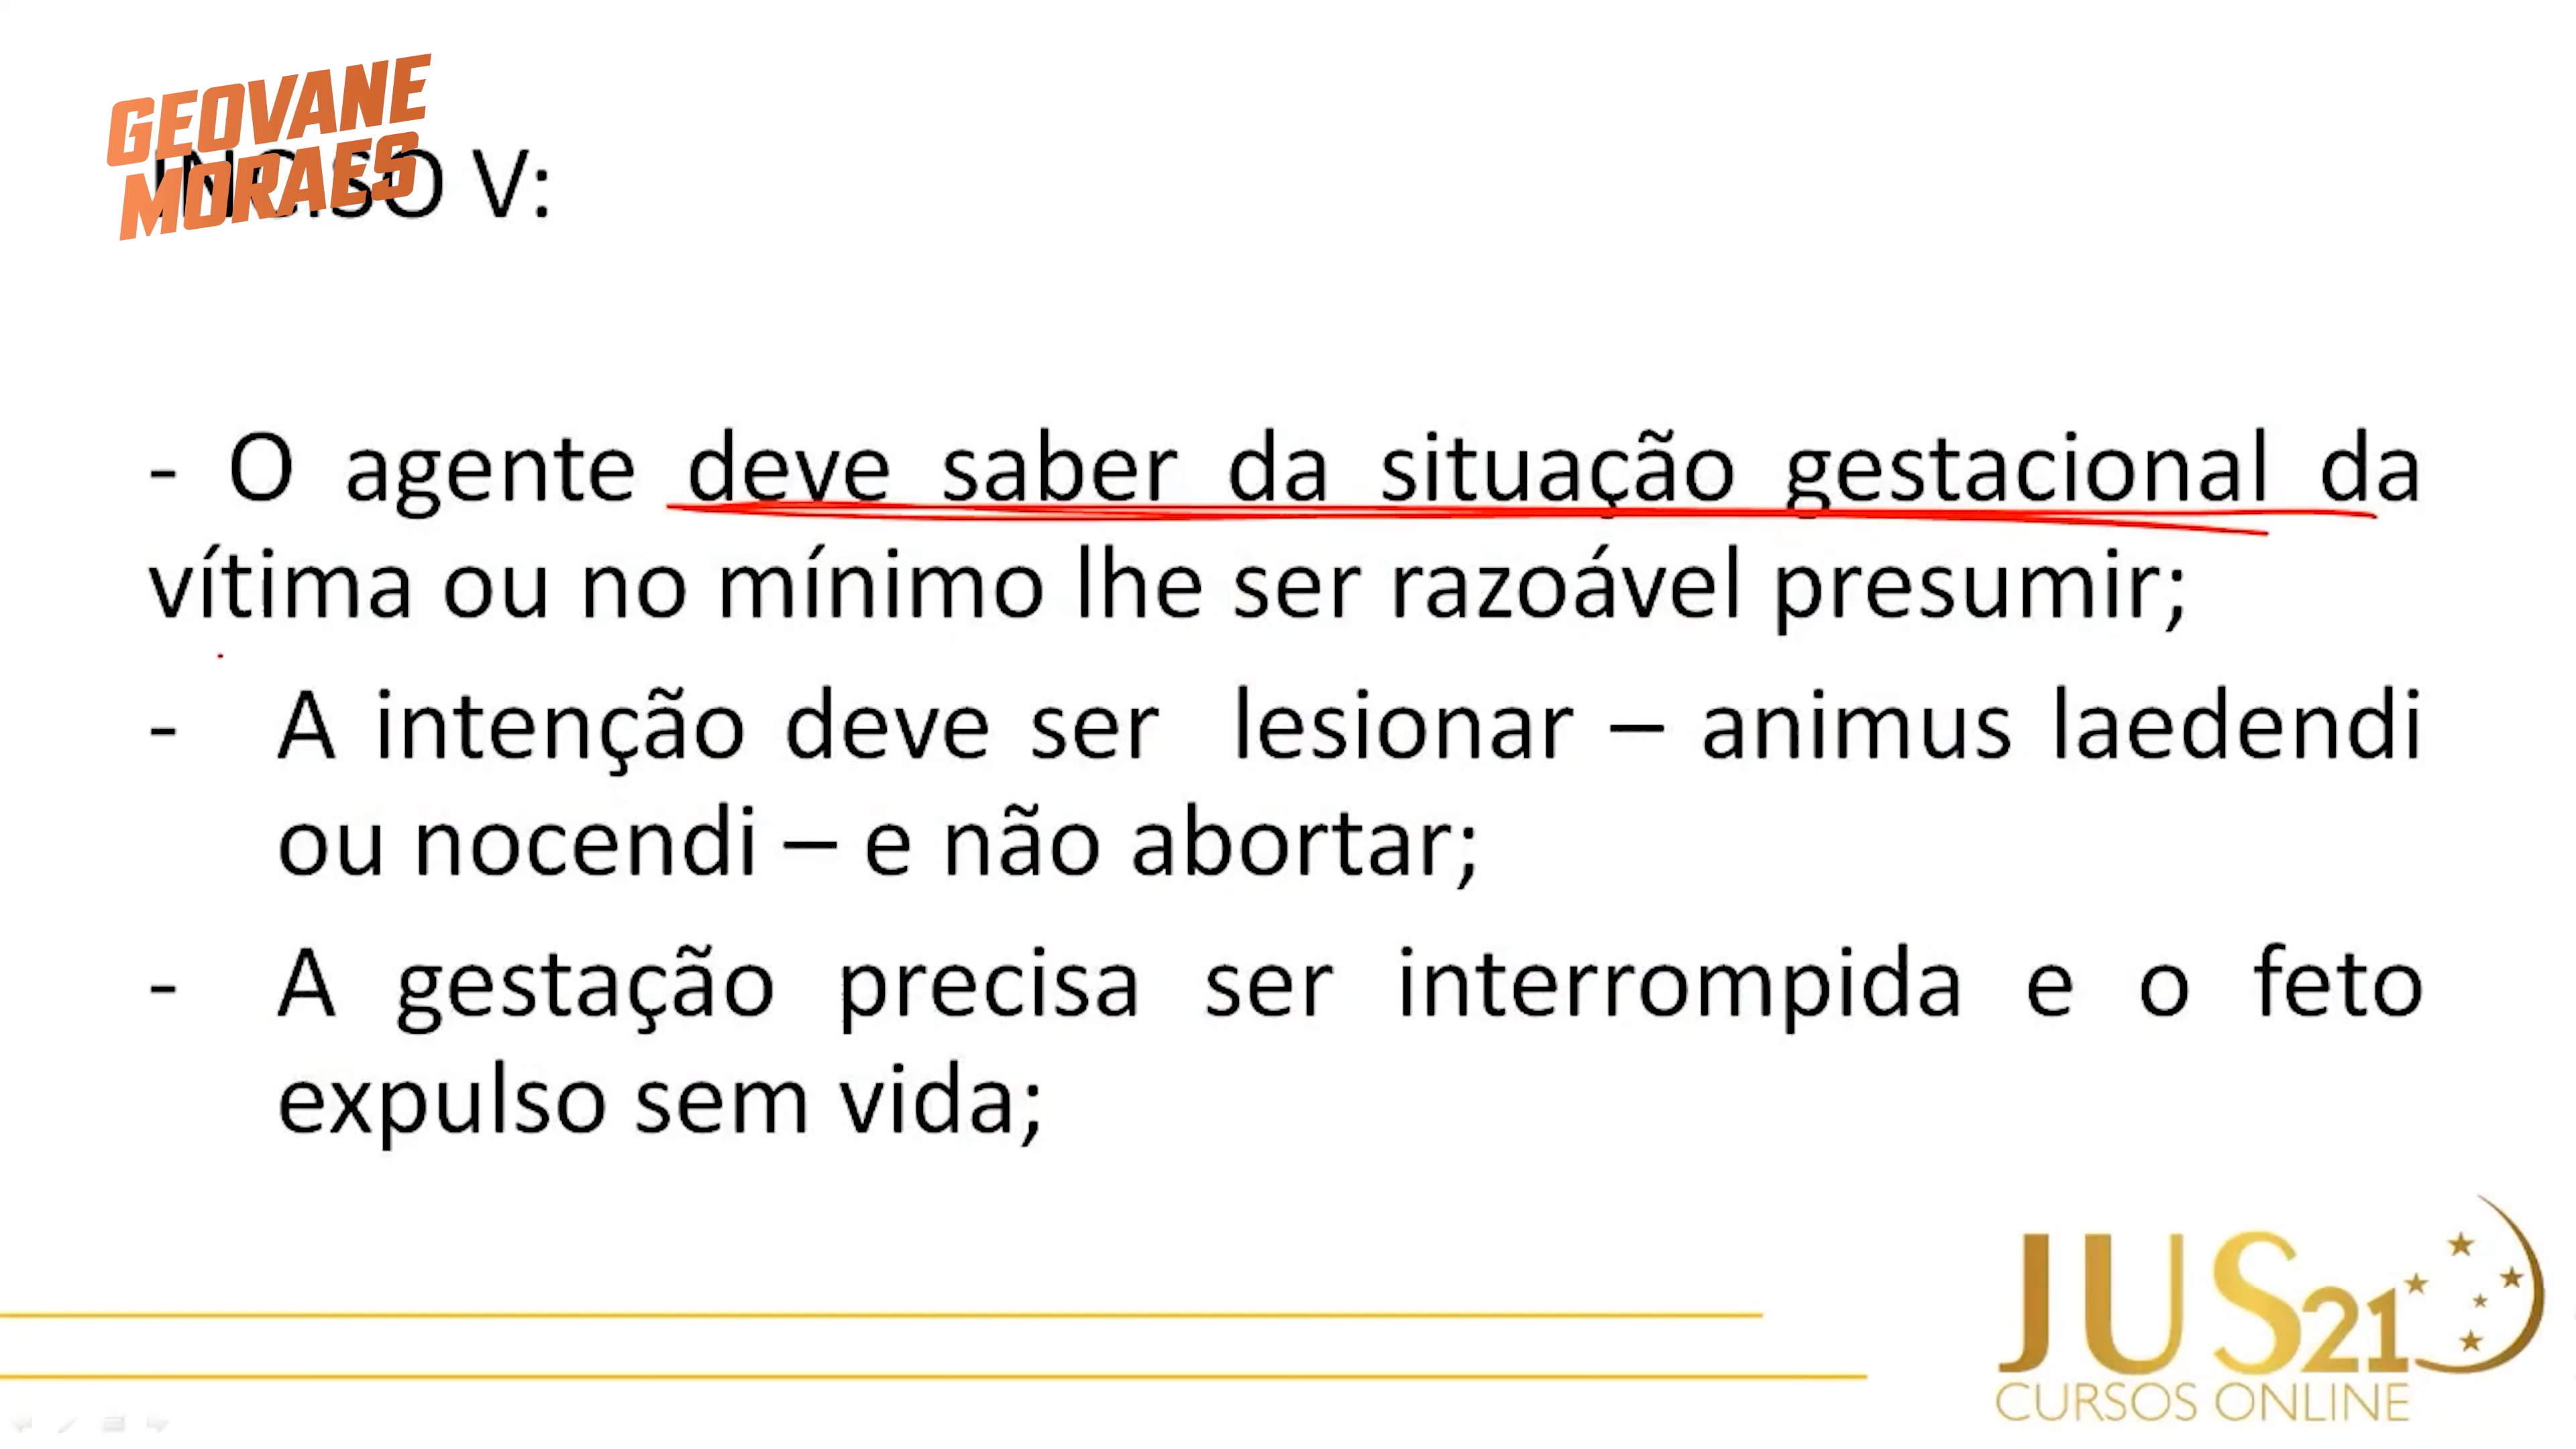 GEOVANE
MORAES
INCISO V:
- O agente deve saber da situação gestacional da
vítima ou no mínimo lhe ser razoável presumir;
- A intenção deve ser lesionar – animus laedendi
ou nocendi – e não abortar;
- A gestação precisa ser interrompida e o feto
expulso sem vida;
JUS21
CURSOS ONLINE